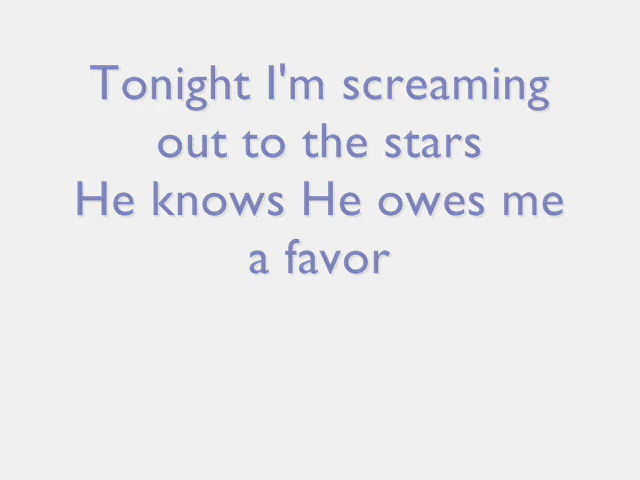 Tonight I'm screaming
out to the stars
He knows He owes me
a favor